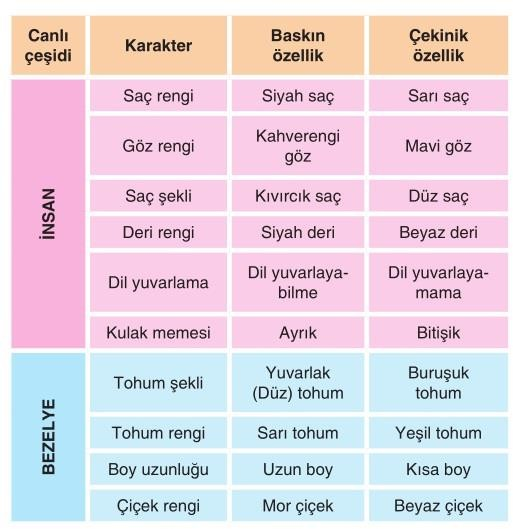 Canlı çeşidi Karakter Baskın özellik Çekinik özellik
İNSAN
Saç rengi Siyah saç Sarı saç
Göz rengi Kahverengi göz Mavi göz
Saç şekli Kıvırcık saç Düz saç
Deri rengi Siyah deri Beyaz deri
Dil yuvarlama Dil yuvarlaya-bilme Dil yuvarlaya-mama
Kulak memesi Ayrık Bitişik
BEZELYE
Tohum şekli Yuvarlak (Düz) tohum Buruşuk tohum
Tohum rengi Sarı tohum Yeşil tohum
Boy uzunluğu Uzun boy Kısa boy
Çiçek rengi Mor çiçek Beyaz çiçek